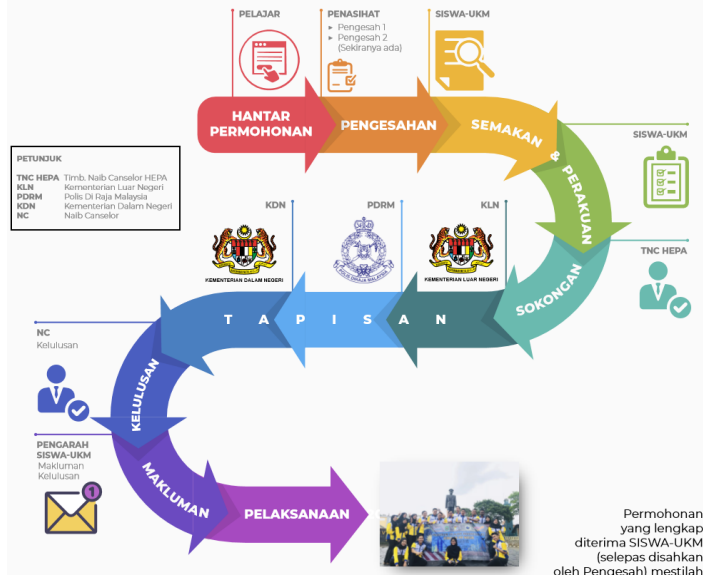 PELAJAR
PENASIHAT
▸ Pengesah 1
▸ Pengesah 2
(Sekiranya ada)
SISWA-UKM
HANTAR
PERMOHONAN
PENGESAHAN
SEMAKAN
&
PERAKUAN
SISWA-UKM
PETUNJUK
TNC HEPA Timb. Naib Canselor HEPA
KLN Kementerian Luar Negeri
PDRM Polis Di Raja Malaysia
KDN Kementerian Dalam Negeri
NC Naib Canselor
KDN
KEMENTERIAN DALAM NEGERI
PDRM
POLIS DIRAJA MALAYSIA
KLN
KEMENTERIAN LUAR NEGERI
TNC HEPA
SOKONGAN
T A P I S A N
NC
Kelulusan
KELULUSAN
PENGARAH
SISWA-UKM
Makluman
Kelulusan
1
MAKLUMAN
PELAKSANAAN
Permohonan
yang lengkap
diterima SISWA-UKM
(selepas disahkan
oleh Pengesah) mestilah